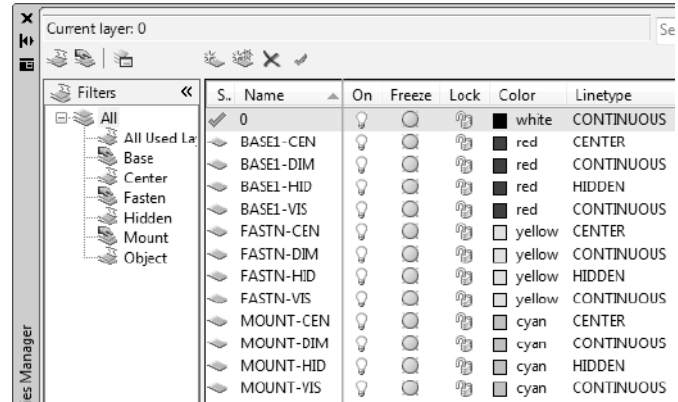 Current layer: 0
Se
Filters «
All
All Used La
Base
Center
Fasten
Hidden
Mount
Object
S.. Name On Freeze Lock Color Linetype
0 white CONTINUOUS
BASE1-CEN red CENTER
BASE1-DIM red CONTINUOUS
BASE1-HID red HIDDEN
BASE1-VIS red CONTINUOUS
FASTN-CEN yellow CENTER
FASTN-DIM yellow CONTINUOUS
FASTN-HID yellow HIDDEN
FASTN-VIS yellow CONTINUOUS
MOUNT-CEN cyan CENTER
MOUNT-DIM cyan CONTINUOUS
MOUNT-HID cyan HIDDEN
MOUNT-VIS cyan CONTINUOUS
es Manager